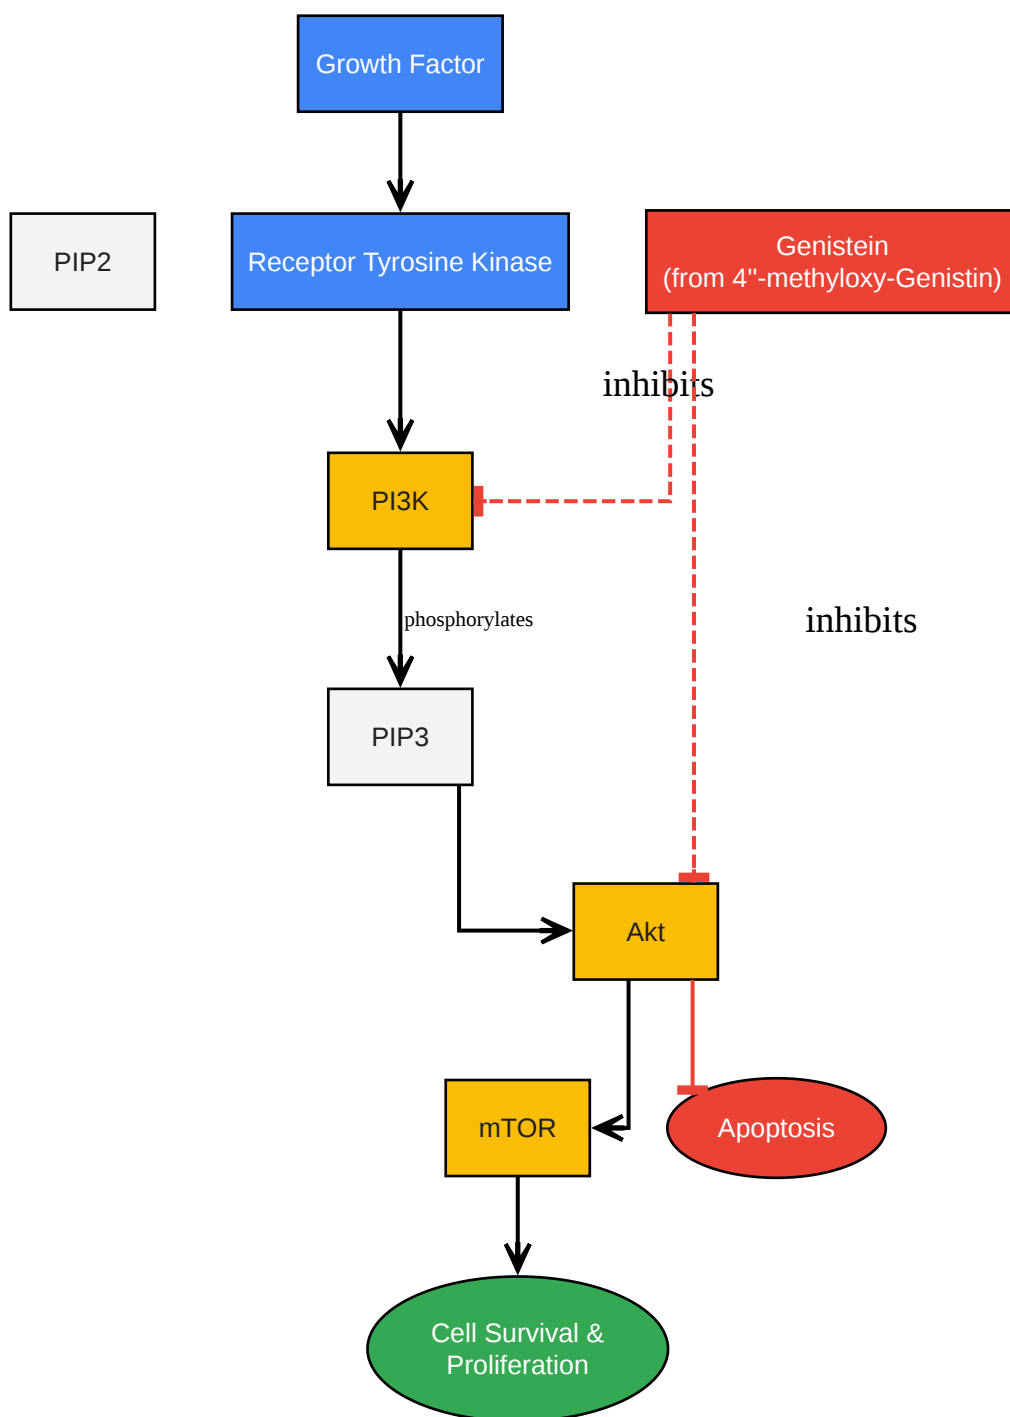 Growth Factor
PIP2
Receptor Tyrosine Kinase
Genistein
(from 4"-methyloxy-Genistin)
inhibits
PI3K
phosphorylates
inhibits
PIP3
Akt
mTOR
Apoptosis
Cell Survival &
Proliferation